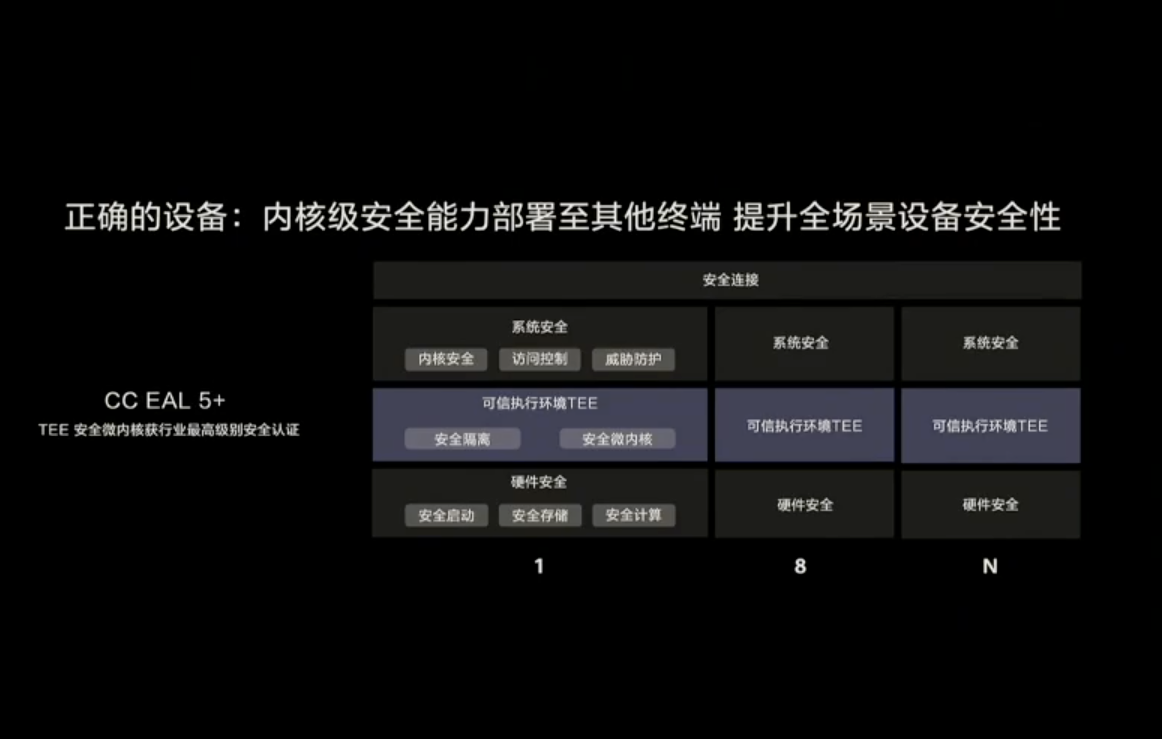 正确的设备：内核级安全能力部署至其他终端 提升全场景设备安全性
安全连接
系统安全
内核安全 访问控制 威胁防护
系统安全
系统安全
CC EAL 5+
TEE 安全微内核获行业最高级别安全认证
可信执行环境TEE
安全隔离 安全微内核
可信执行环境TEE
可信执行环境TEE
硬件安全
安全启动 安全存储 安全计算
硬件安全
硬件安全
1 8 N